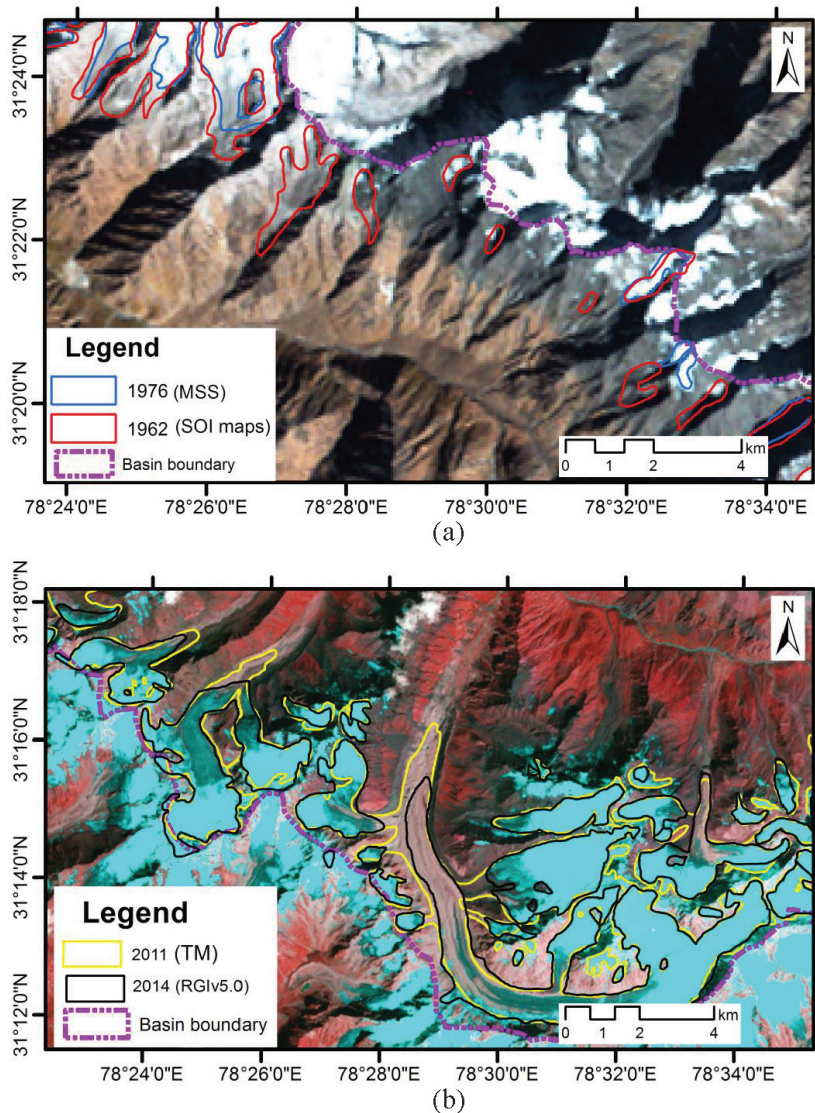 31°24'0"N
31°22'0"N
31°20'0"N
N
Legend
1976 (MSS)
1962 (SOI maps)
Basin boundary
km
0 1 2 4
78°24'0"E 78°26'0"E 78°28'0"E 78°30'0"E 78°32'0"E 78°34'0"E
(a)
31°18'0"N
31°16'0"N
31°14'0"N
31°12'0"N
N
Legend
2011 (TM)
2014 (RGIv5.0)
Basin boundary
km
0 1 2 4
78°24'0"E 78°26'0"E 78°28'0"E 78°30'0"E 78°32'0"E 78°34'0"E
(b)